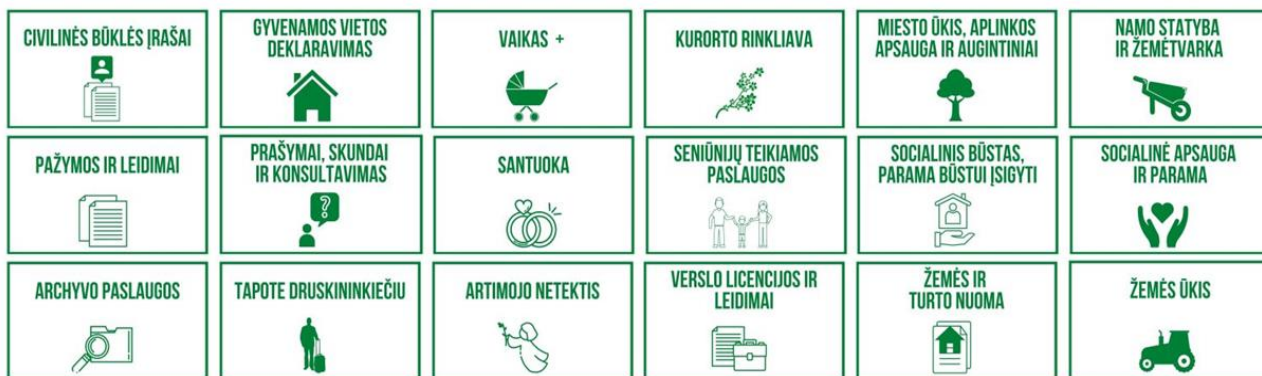 CIVILINĖS BŪKLĖS ĮRAŠAI
GYVENAMOS VIETOS
DEKLARAVIMAS
VAIKAS +
KURORTO RINKLIAVA
MIESTO ŪKIS, APLINKOS
APSAUGA IR AUGINTINIAI
NAMO STATYBA
IR ŽEMĖTVARKA
PAŽYMOS IR LEIDIMAI
PRAŠYMAI, SKUNDAI
IR KONSULTAVIMAS
?
SANTUOKA
SENIŪNIJŲ TEIKIAMOS
PASLAUGOS
SOCIALINIS BŪSTAS,
PARAMA BŪSTUI ĮSIGYTI
SOCIALINĖ APSAUGA
IR PARAMA
ARCHYVO PASLAUGOS
TAPOTE DRUSKININKIEČIU
ARTIMOJO NETEKTIS
VERSLO LICENCIJOS IR
LEIDIMAI
ŽEMĖS IR
TURTO NUOMA
ŽEMĖS ŪKIS